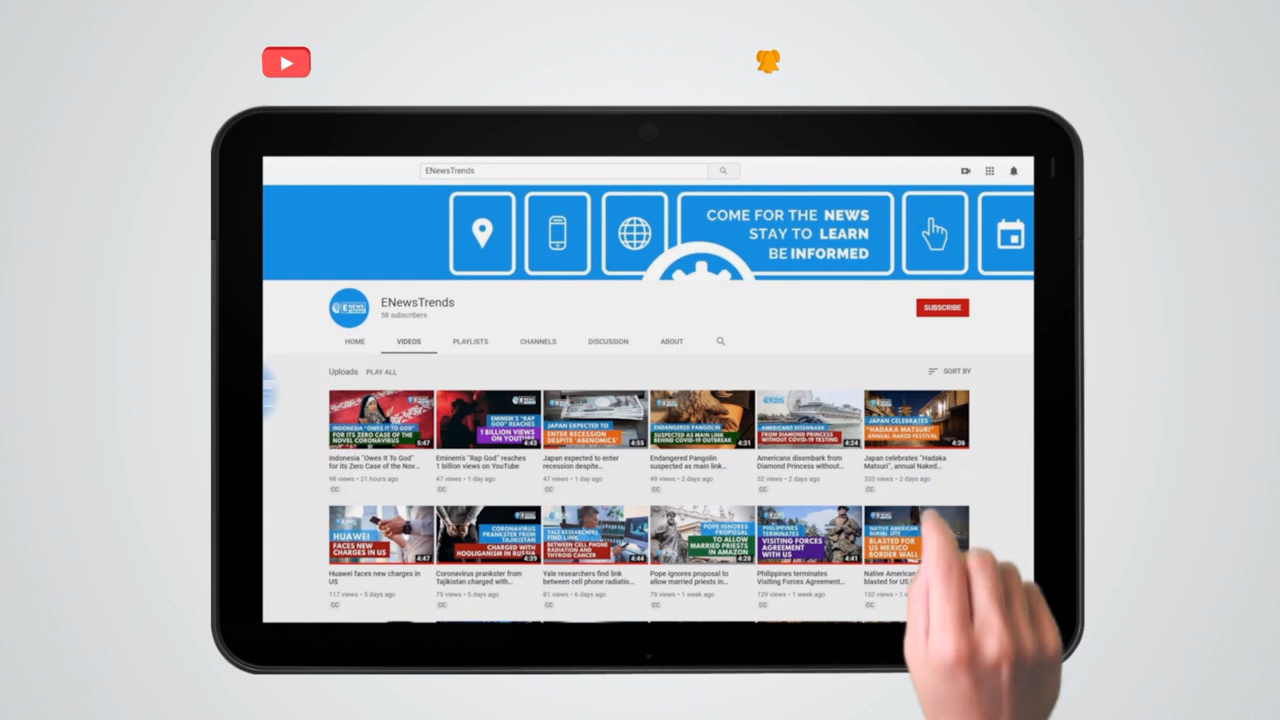 ENewsTrends
COME FOR THE NEWS
STAY TO LEARN
BE INFORMED
E NEWS
ENewsTrends
58 subscribers
SUBSCRIBE
HOME
VIDEOS
PLAYLISTS
CHANNELS
DISCUSSION
ABOUT
Uploads
PLAY ALL
SORT BY
INDONESIA "OWES IT TO GOD"
FOR ITS ZERO CASE OF THE
NOVEL CORONAVIRUS
5:47
EMINEM'S "RAP
GOD" REACHES
1 BILLION VIEWS
ON YOUTUBE
4:43
JAPAN EXPECTED TO
ENTER RECESSION
DESPITE 'ABENOMICS'
4:55
ENDANGERED PANGOLIN
SUSPECTED AS MAIN LINK
BEHIND COVID-19 OUTBREAK
4:31
AMERICANS DISEMBARK
FROM DIAMOND PRINCESS
WITHOUT COVID-19 TESTING
4:24
JAPAN CELEBRATES
"HADAKA MATSURI"
ANNUAL NAKED FESTIVAL
4:36
Indonesia "Owes It to God"
for its Zero Case of the Nov...
98 views • 21 hours ago
CC
Eminem's "Rap God" reaches
1 billion views on YouTube
47 views • 1 day ago
CC
Japan expected to enter
recession despite...
47 views • 1 day ago
CC
Endangered Pangolin
suspected as main link...
49 views • 2 days ago
CC
Americans disembark from
Diamond Princess without...
52 views • 2 days ago
CC
Japan celebrates "Hadaka
Matsuri", annual Naked...
333 views • 2 days ago
CC
HUAWEI
FACES NEW
CHARGES IN US
4:47
CORONAVIRUS
PRANKSTER FROM
TAJIKISTAN
CHARGED WITH
HOOLIGANISM IN RUSSIA
4:39
YALE RESEARCHERS
FIND LINK
BETWEEN CELL PHONE
RADIATION AND
THYROID CANCER
4:44
POPE IGNORES
PROPOSAL
TO ALLOW
MARRIED PRIESTS
IN AMAZON
4:28
PHILIPPINES
TERMINATES
VISITING FORCES
AGREEMENT
WITH US
4:41
NATIVE AMERICAN
BURIAL SITE
BLASTED FOR
US MEXICO
BORDER WALL
Huawei faces new charges in
US
117 views • 5 days ago
CC
Coronavirus prankster from
Tajikistan charged with...
75 views • 5 days ago
CC
Yale researchers find link
between cell phone radiatio...
81 views • 6 days ago
CC
Pope ignores proposal to
allow married priests in...
79 views • 1 week ago
CC
Philippines terminates
Visiting Forces Agreement...
129 views • 1 week ago
CC
Native American
blasted for US
152 views • 1
CC